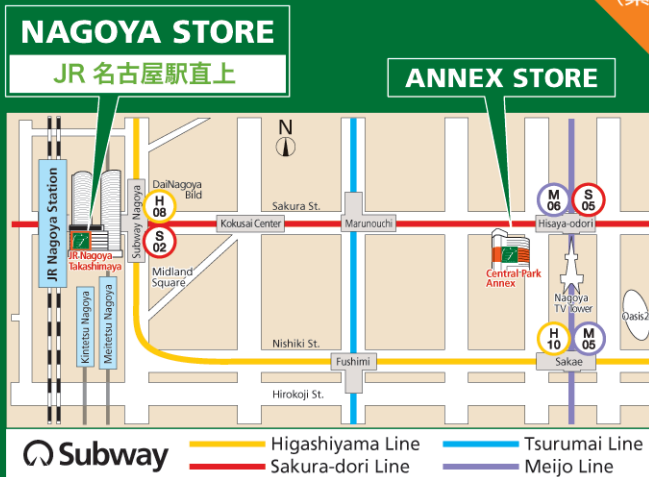 NAGOYA STORE
JR 名古屋駅直上
ANNEX STORE
N
DaiNagoya
Bild
H
08
Sakura St.
M
06
S
05
JR Nagoya Station
Subway Nagoya
Kokusai Center
Marunouchi
Hisaya-odori
S
02
JR Nagoya
Takashimaya
Midland
Square
Central Park
Annex
Nagoya
TV Tower
Oasis2
Kintetsu Nagoya
Meitetsu Nagoya
Nishiki St.
H
10
M
05
Fushimi
Sakae
Hirokoji St.
Subway
Higashiyama Line
Tsurumai Line
Sakura-dori Line
Meijo Line